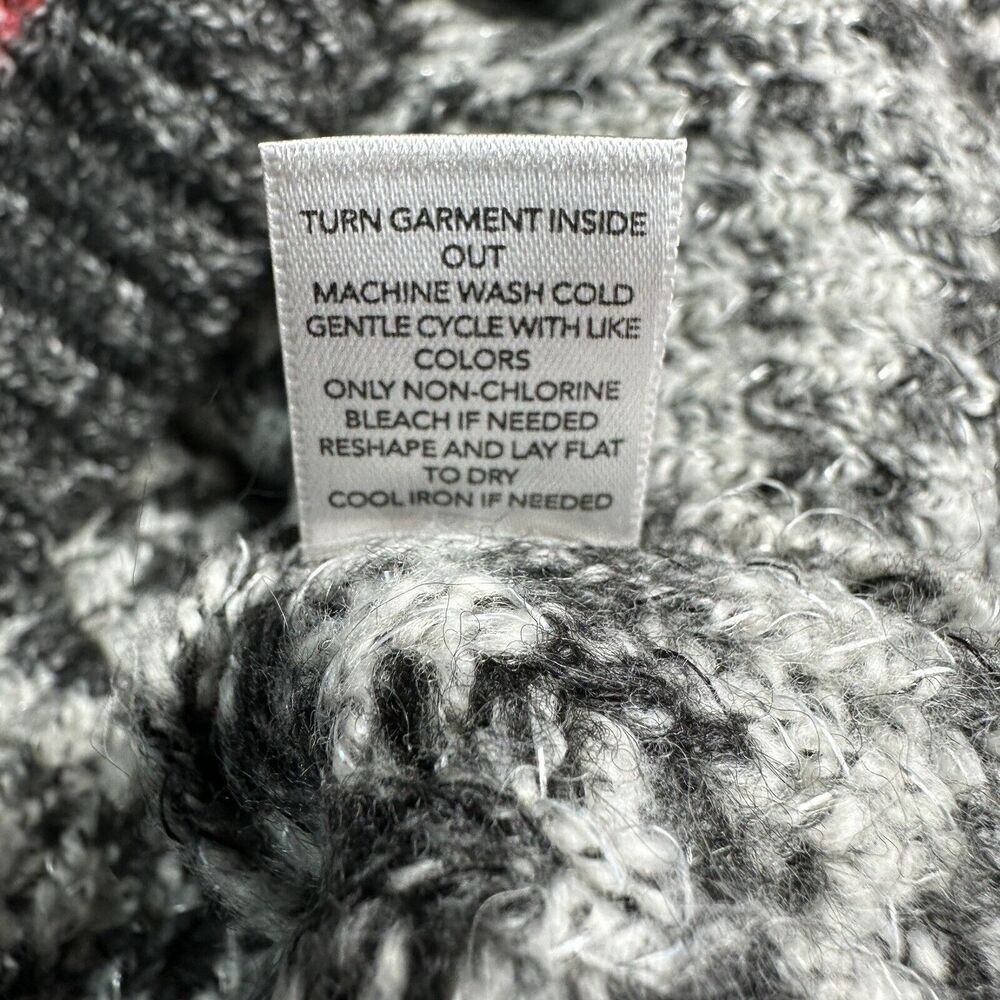 TURN GARMENT INSIDE
OUT
MACHINE WASH COLD
GENTLE CYCLE WITH LIKE
COLORS
ONLY NON-CHLORINE
BLEACH IF NEEDED
RESHAPE AND LAY FLAT
TO DRY
COOL IRON IF NEEDED